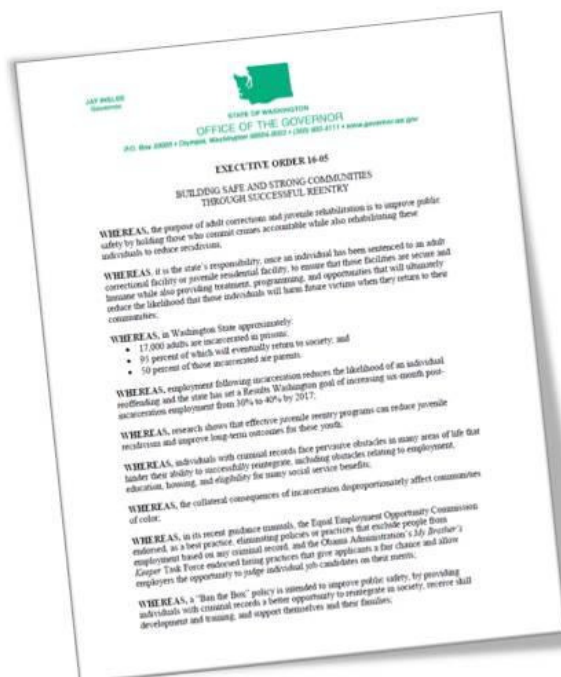 JAY INSLEE
Governor
STATE OF WASHINGTON
OFFICE OF THE GOVERNOR
P.O. Box 40002 • Olympia, Washington 98504-0002 • (360) 902-4111 • www.governor.wa.gov
EXECUTIVE ORDER 16-05
BUILDING SAFE AND STRONG COMMUNITIES
THROUGH SUCCESSFUL REENTRY
WHEREAS, the purpose of adult corrections and juvenile rehabilitation is to improve public
safety by holding those who commit crimes accountable while also rehabilitating these
individuals to reduce recidivism;
WHEREAS, it is the state's responsibility, once an individual has been sentenced to an adult
correctional facility or juvenile residential facility, to ensure that those facilities are secure and
humane while also providing treatment, programming, and opportunities that will ultimately
reduce the likelihood that those individuals will harm future victims when they return to their
communities;
WHEREAS, in Washington State approximately:
• 17,000 adults are incarcerated in prisons;
• 95 percent of which will eventually return to society; and
• 50 percent of those incarcerated are parents.
WHEREAS, employment following incarceration reduces the likelihood of an individual
reoffending and the state has set a Results Washington goal of increasing six-month post-
incarceration employment from 30% to 40% by 2017;
WHEREAS, research shows that effective juvenile reentry programs can reduce juvenile
recidivism and improve long-term outcomes for these youth;
WHEREAS, individuals with criminal records face pervasive obstacles in many areas of life that
hinder their ability to successfully reintegrate, including obstacles relating to employment,
education, housing, and eligibility for many social service benefits;
WHEREAS, the collateral consequences of incarceration disproportionately affect communities
of color;
WHEREAS, in its recent guidance manuals, the Equal Employment Opportunity Commission
endorsed, as a best practice, eliminating policies or practices that exclude people from
employment based on any criminal record, and the Obama Administration's My Brother's
Keeper Task Force endorsed hiring practices that give applicants a fair chance and allow
employers the opportunity to judge individual job candidates on their merits;
WHEREAS, a "Ban the Box" policy is intended to improve public safety, by providing
individuals with criminal records a better opportunity to reintegrate in society, receive skill
development and training, and support themselves and their families;